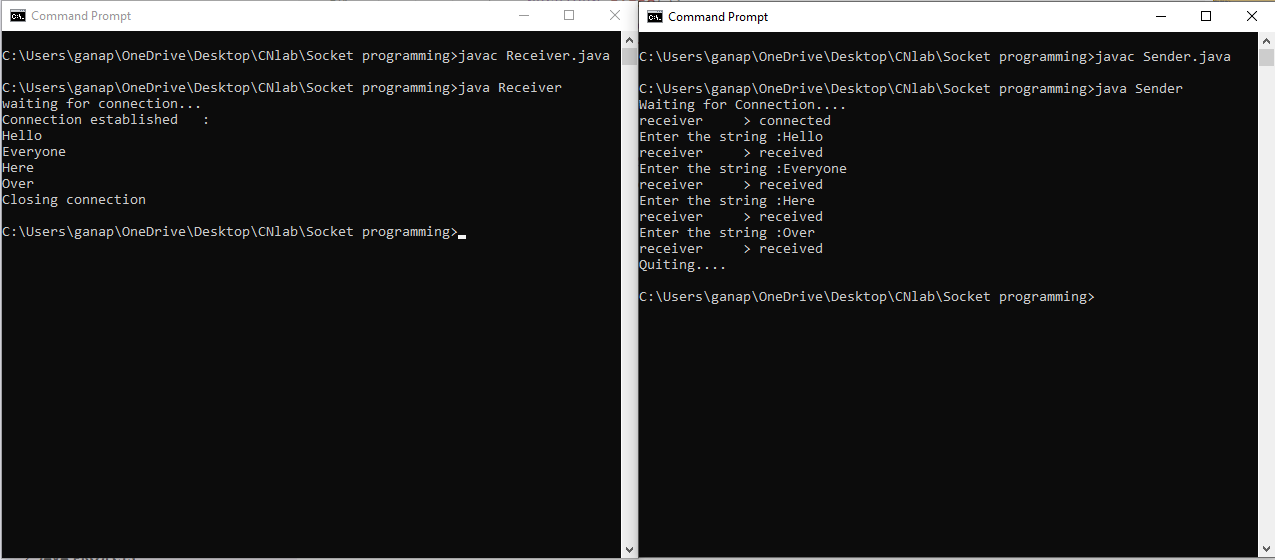 Command Prompt
C:\Users\ganap\OneDrive\Desktop\CNlab\Socket programming>javac Receiver.java
C:\Users\ganap\OneDrive\Desktop\CNlab\Socket programming>java Receiver
waiting for connection...
Connection established   :
Hello
Everyone
Here
Over
Closing connection
C:\Users\ganap\OneDrive\Desktop\CNlab\Socket programming>
Command Prompt
C:\Users\ganap\OneDrive\Desktop\CNlab\Socket programming>javac Sender.java
C:\Users\ganap\OneDrive\Desktop\CNlab\Socket programming>java Sender
Waiting for Connection....
receiver     > connected
Enter the string :Hello
receiver     > received
Enter the string :Everyone
receiver     > received
Enter the string :Here
receiver     > received
Enter the string :Over
receiver     > received
Quiting....
C:\Users\ganap\OneDrive\Desktop\CNlab\Socket programming>